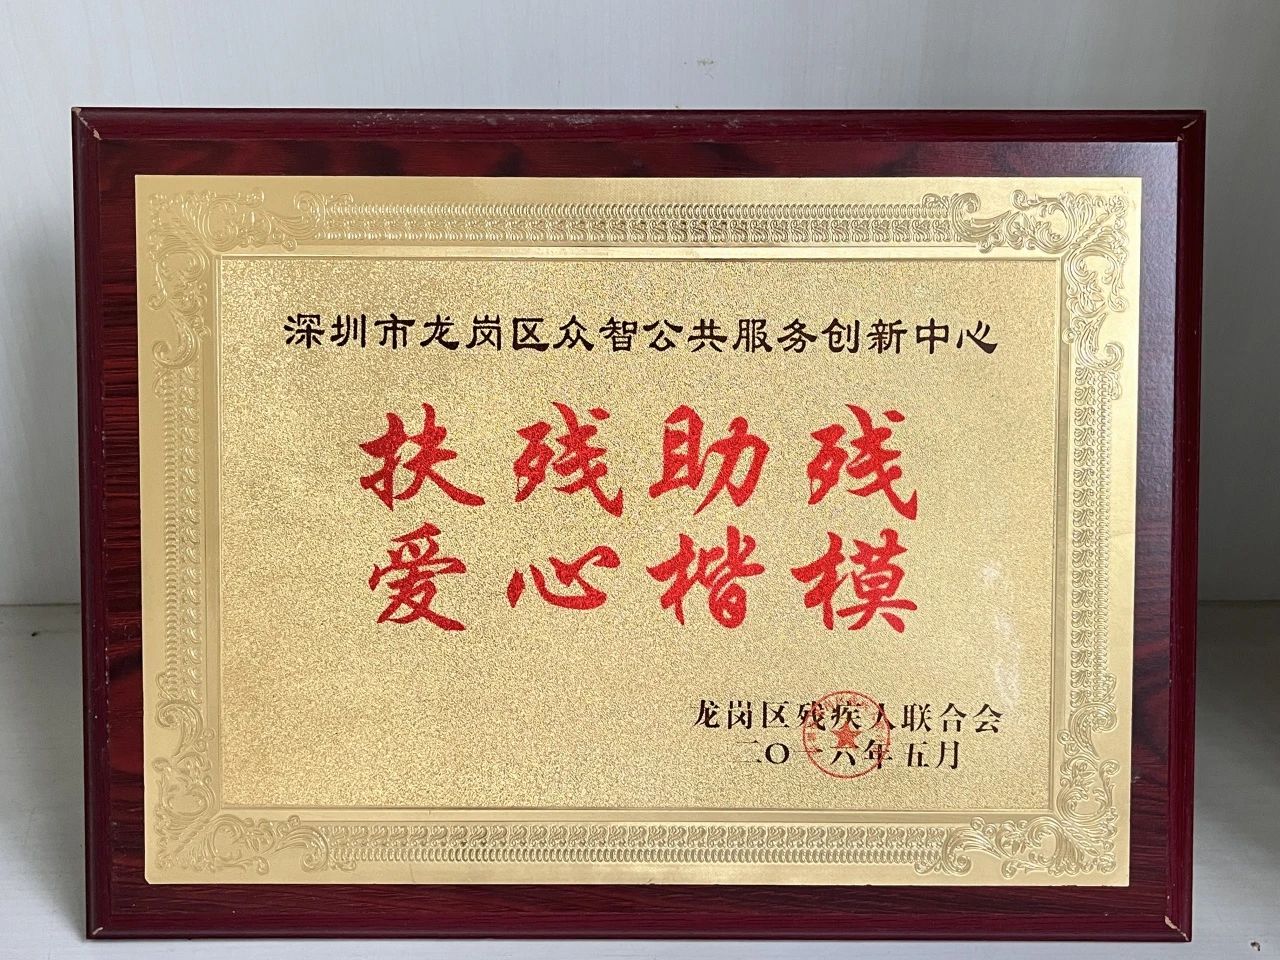 深圳市龙岗区众智公共服务创新中心
扶残助残
爱心楷模
龙岗区残疾人联合会
二〇一六年五月